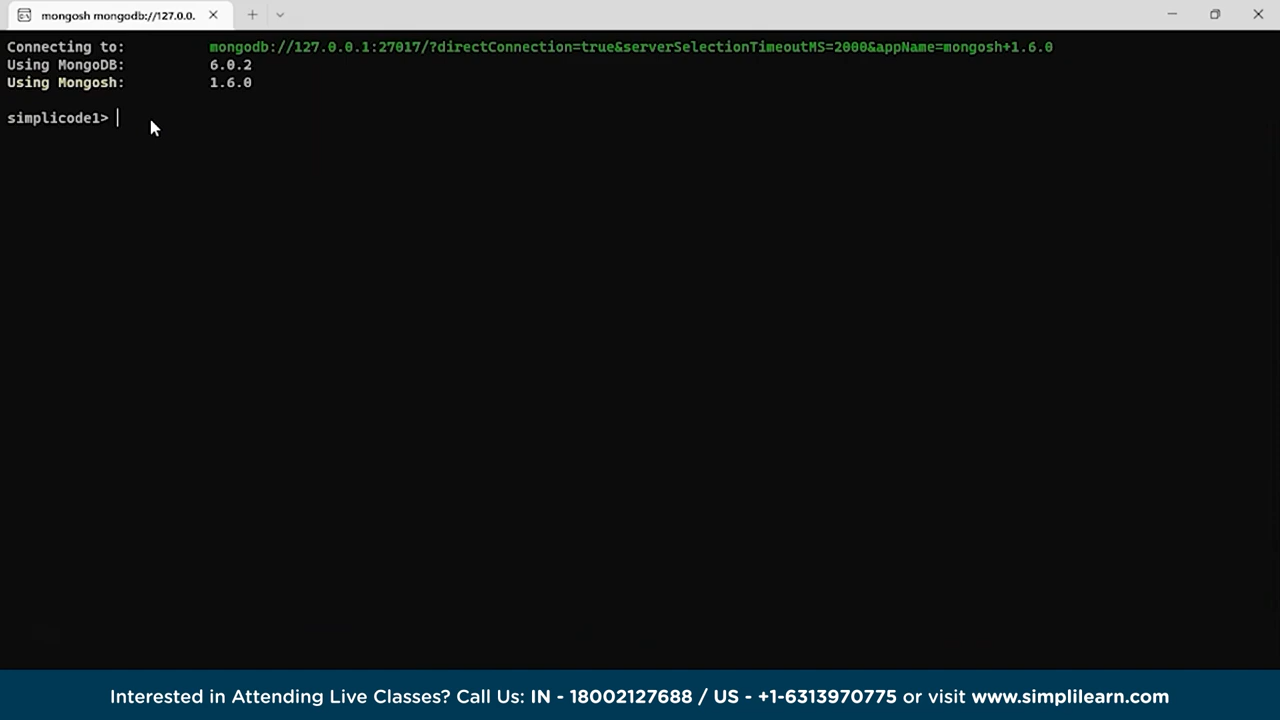 mongosh mongodb://127.0.0.
Connecting to: mongodb://127.0.0.1:27017/?directConnection=true&serverSelectionTimeoutMS=2000&appName=mongosh+1.6.0
Using MongoDB: 6.0.2
Using Mongosh: 1.6.0
simplicode1>
Interested in Attending Live Classes? Call Us: IN - 18002127688 / US - +1-6313970775 or visit www.simplilearn.com